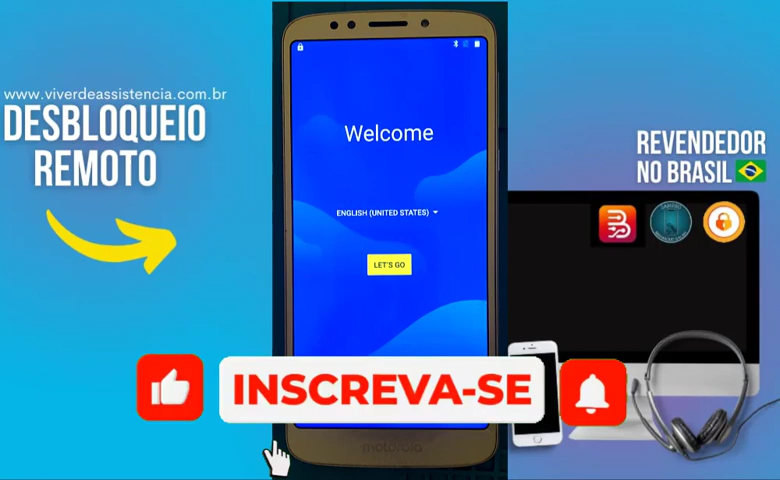 www.viverdeassistencia.com.br
DESBLOQUEIO
REMOTO
Welcome
ENGLISH (UNITED STATES)
LET'S GO
REVENDEDOR
NO BRASIL
INSCREVA-SE
motorola